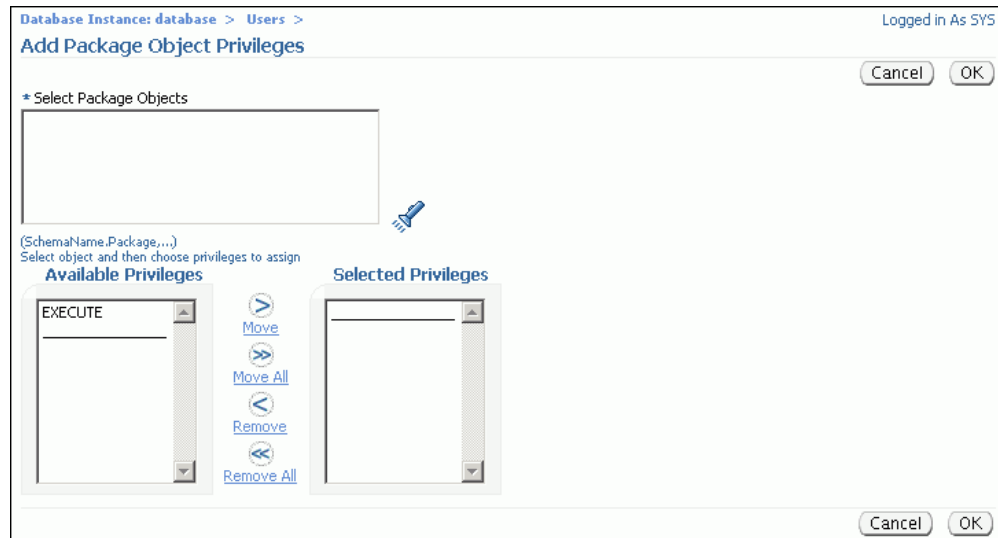 Database Instance: database > Users >
Logged in As SYS
Add Package Object Privileges
Cancel OK
* Select Package Objects
(SchemaName.Package,...)
Select object and then choose privileges to assign
Available Privileges
Selected Privileges
EXECUTE
Move
Move All
Remove
Remove All
Cancel OK